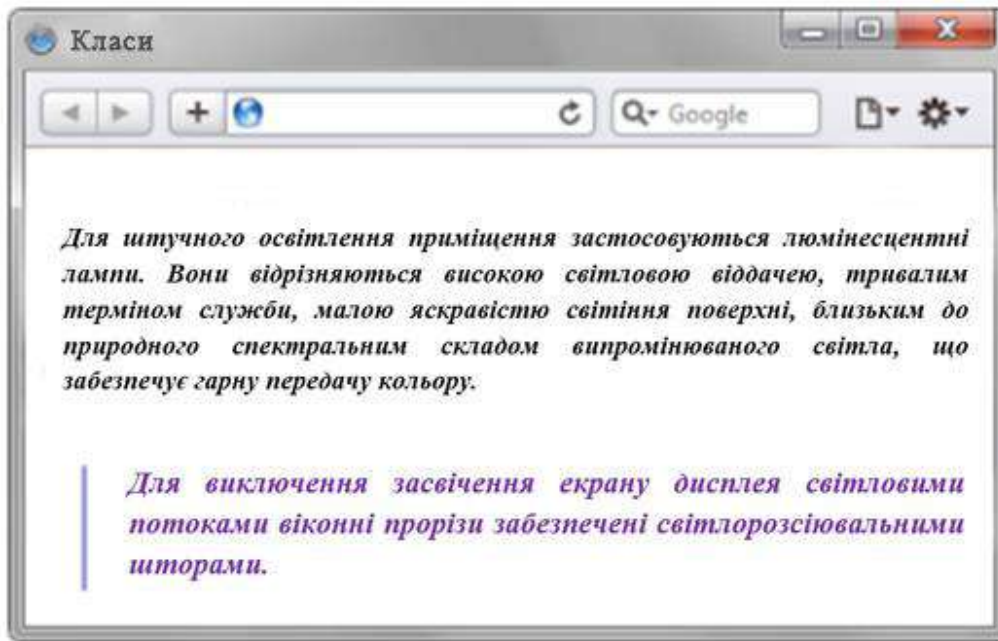 Класи
Google
Для штучного освітлення приміщення застосовуються люмінесцентні
лампи. Вони відрізняються високою світловою віддачею, тривалим
терміном служби, малою яскравістю світіння поверхні, близьким до
природного спектральним складом випромінюваного світла, що
забезпечує гарну передачу кольору.
Для виключення засвічення екрану дисплея світловими
потоками віконні прорізи забезпечені світлорозсіювальними
шторами.